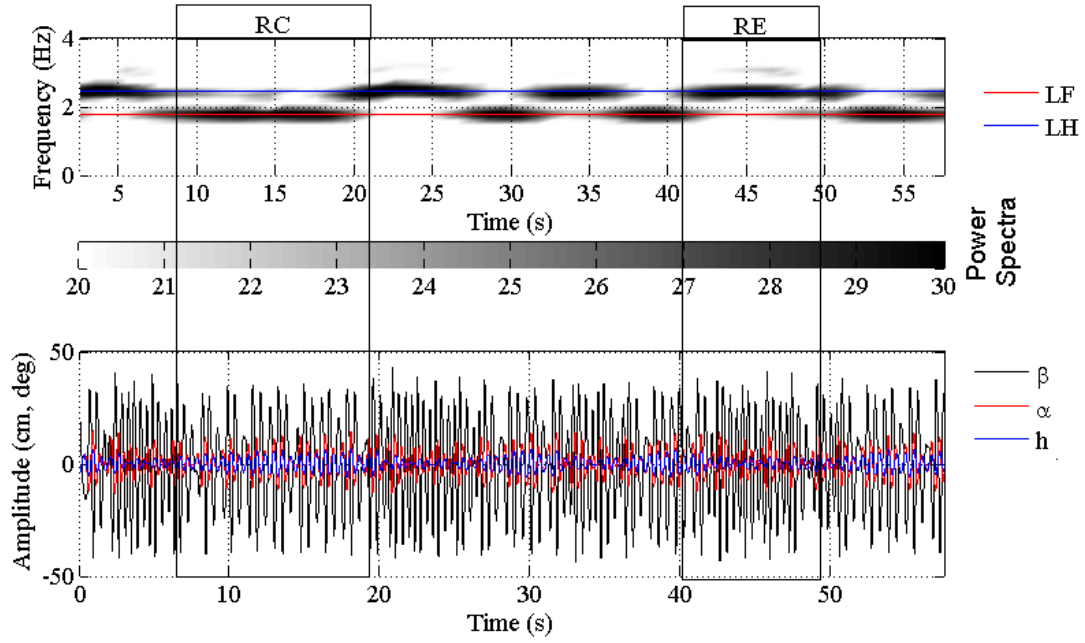 RC
RE
4
2
0
Frequency (Hz)
5
10
15
20
25
30
35
40
45
50
55
Time (s)
LF
LH
20
21
22
23
24
25
26
27
28
29
30
Power
Spectra
50
0
-50
Amplitude (cm, deg)
0
10
20
30
40
50
Time (s)
β
α
h